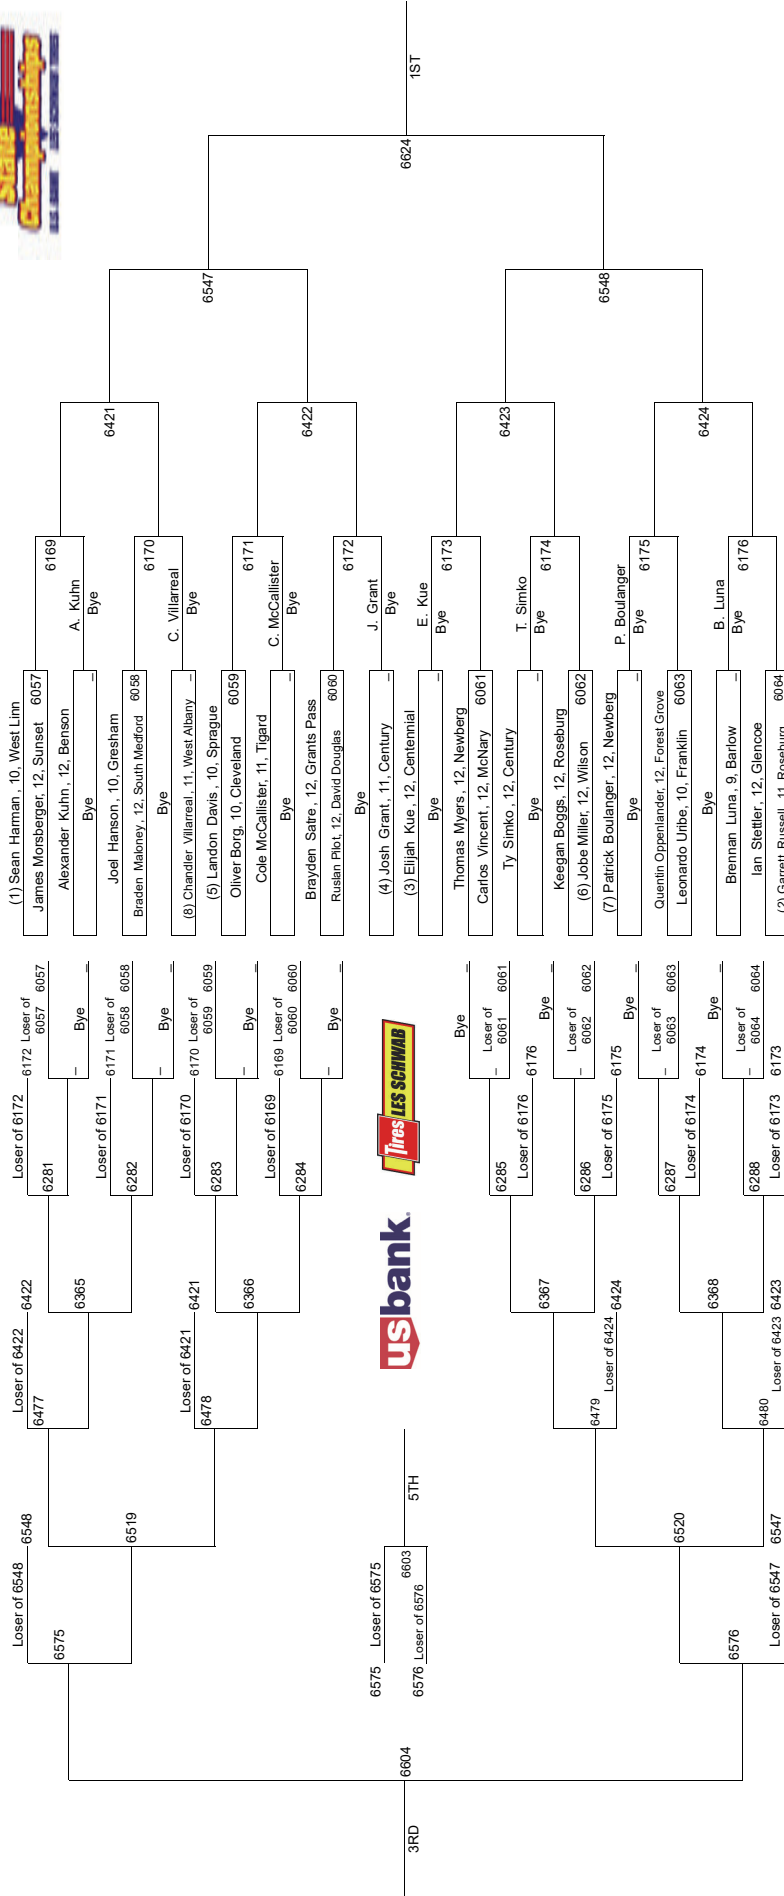 State
Championships
1ST
6624
6547
6548
6421
6422
6423
6424
(1) Sean Harman , 10, West Linn
James Monsberger, 12, Sunset 6057
6169
Alexander Kuhn , 12, Benson
A. Kuhn
Bye –
Bye
Joel Hanson , 10, Gresham
Braden Maloney , 12, South Medford 6058
6170
Bye
C. Villarreal
(8) Chandler Villarreal , 11, West Albany –
Bye
(5) Landon Davis , 10, Sprague
Oliver Borg, 10, Cleveland 6059
6171
Cole McCallister, 11, Tigard
C. McCallister
Bye –
Bye
Brayden Satre , 12, Grants Pass
Ruslan Pilot, 12, David Douglas 6060
6172
Bye
J. Grant
(4) Josh Grant , 11, Century –
Bye
(3) Elijah Kue , 12, Centennial
E. Kue
Bye –
Bye
6173
Thomas Myers , 12, Newberg
Carlos Vincent, 12, McNary 6061
Ty Simko , 12, Century
T. Simko
Bye –
Bye
6174
Keegan Boggs , 12, Roseburg
(6) Jobe Miller, 12, Wilson 6062
(7) Patrick Boulanger , 12, Newberg
P. Boulanger
Bye –
Bye
6175
Quentin Oppenlander, 12, Forest Grove
Leonardo Uribe, 10, Franklin 6063
Bye
B. Luna
Brennan Luna , 9, Barlow –
Bye
6176
Ian Stettler , 12, Glencoe
(2) Garrett Russell, 11, Roseburg 6064
6172 Loser of 6057
6057
Loser of 6172
6281
Bye –
–
6171 Loser of 6058
6058
Loser of 6171
6282
Bye –
–
6170 Loser of 6059
6059
Loser of 6170
6283
Bye –
–
6169 Loser of 6060
6060
Loser of 6169
6284
Bye –
–
Tires LES SCHWAB
usbank.
Bye –
Loser of 6061
6061
–
6285
Loser of 6176
6176
Bye –
Loser of 6062
6062
–
6286
Loser of 6175
6175
Bye –
Loser of 6063
6063
–
6287
Loser of 6174
6174
Bye –
Loser of 6064
6064
–
6288
Loser of 6173
6173
Loser of 6422 6422
6477
6365
Loser of 6421 6421
6478
6366
6367
6479
Loser of 6424 6424
6368
6480
Loser of 6423 6423
Loser of 6548 6548
6575
6519
6575 Loser of 6575
6603
6576 Loser of 6576
5TH
6520
6576
Loser of 6547 6547
6604
3RD